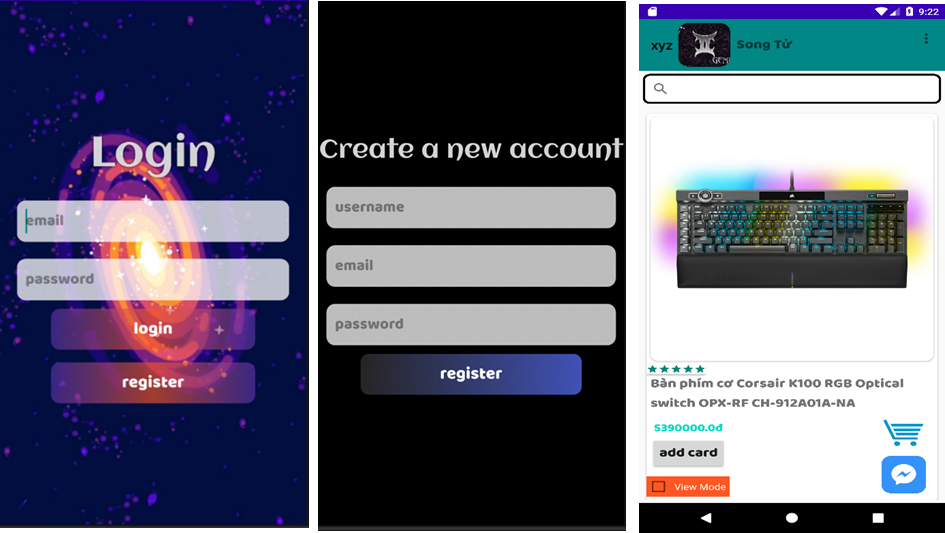 Login
email
password
login
register
Create a new account
username
email
password
register
9:22
xyz
GEMI
Song Tử
Bàn phím cơ Corsair K100 RGB Optical
switch OPX-RF CH-912A01A-NA
5390000.0đ
add card
View Mode